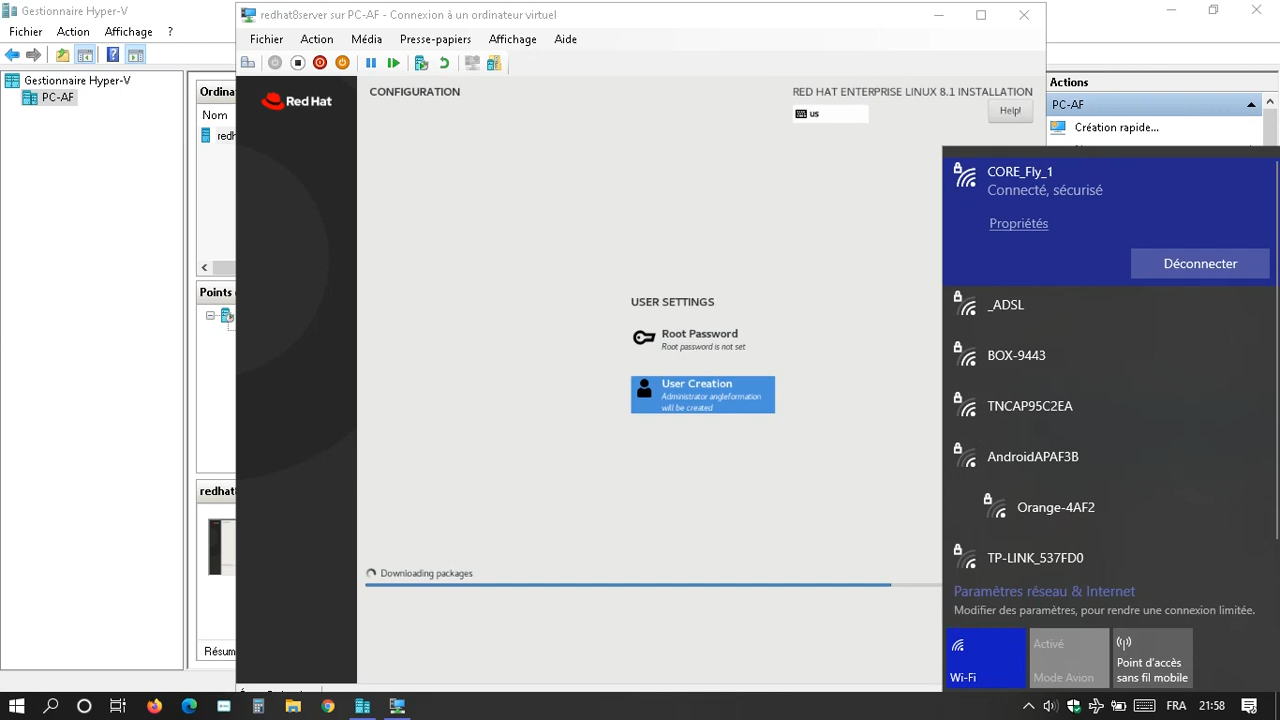 Gestionnaire Hyper-V
Fichier Action Affichage ?
Gestionnaire Hyper-V
PC-AF
Ordina
Nom
redh
Points
redhat
Résum
redhat8server sur PC-AF - Connexion à un ordinateur virtuel
Fichier Action Média Presse-papiers Affichage Aide
Red Hat
CONFIGURATION
RED HAT ENTERPRISE LINUX 8.1 INSTALLATION
us
Help!
USER SETTINGS
Root Password
Root password is not set
User Creation
Administrator angleformation
will be created
Downloading packages
Actions
PC-AF
Création rapide...
CORE_Fly_1
Connecté, sécurisé
Propriétés
Déconnecter
_ADSL
BOX-9443
TNCAP95C2EA
AndroidAPAF3B
Orange-4AF2
TP-LINK_537FD0
Paramètres réseau & Internet
Modifier des paramètres, pour rendre une connexion limitée.
Wi-Fi
Activé
Mode Avion
Point d'accès
sans fil mobile
FRA 21:58